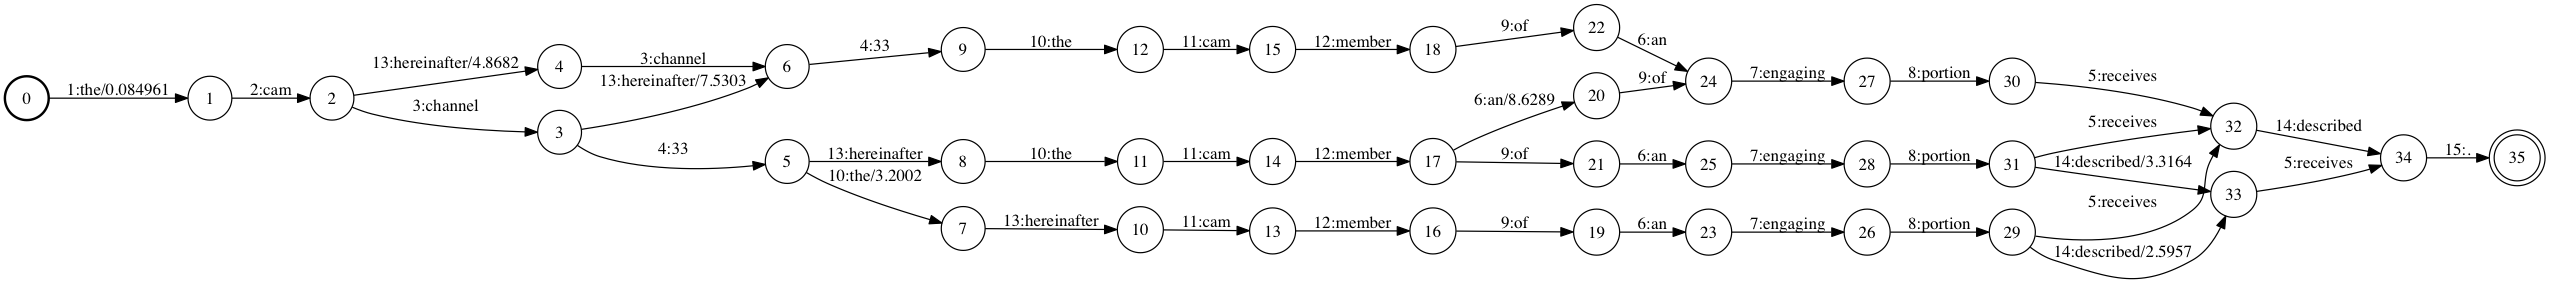 0 1:the/0.084961 1 2:cam 2
13:hereinafter/4.8682 4 3:channel 6 4:33 9 10:the 12 11:cam 15 12:member 18 9:of 22 6:an 24 7:engaging 27 8:portion 30 5:receives 32 14:described 34 15:. 35
3:channel 3 13:hereinafter/7.5303
4:33 5 13:hereinafter 8 10:the 11 11:cam 14 12:member 17 6:an/8.6289 20 9:of
9:of 21 6:an 25 7:engaging 28 8:portion 31 5:receives
14:described/3.3164 33 5:receives
10:the/3.2002 7 13:hereinafter 10 11:cam 13 12:member 16 9:of 19 6:an 23 7:engaging 26 8:portion 29 5:receives
14:described/2.5957